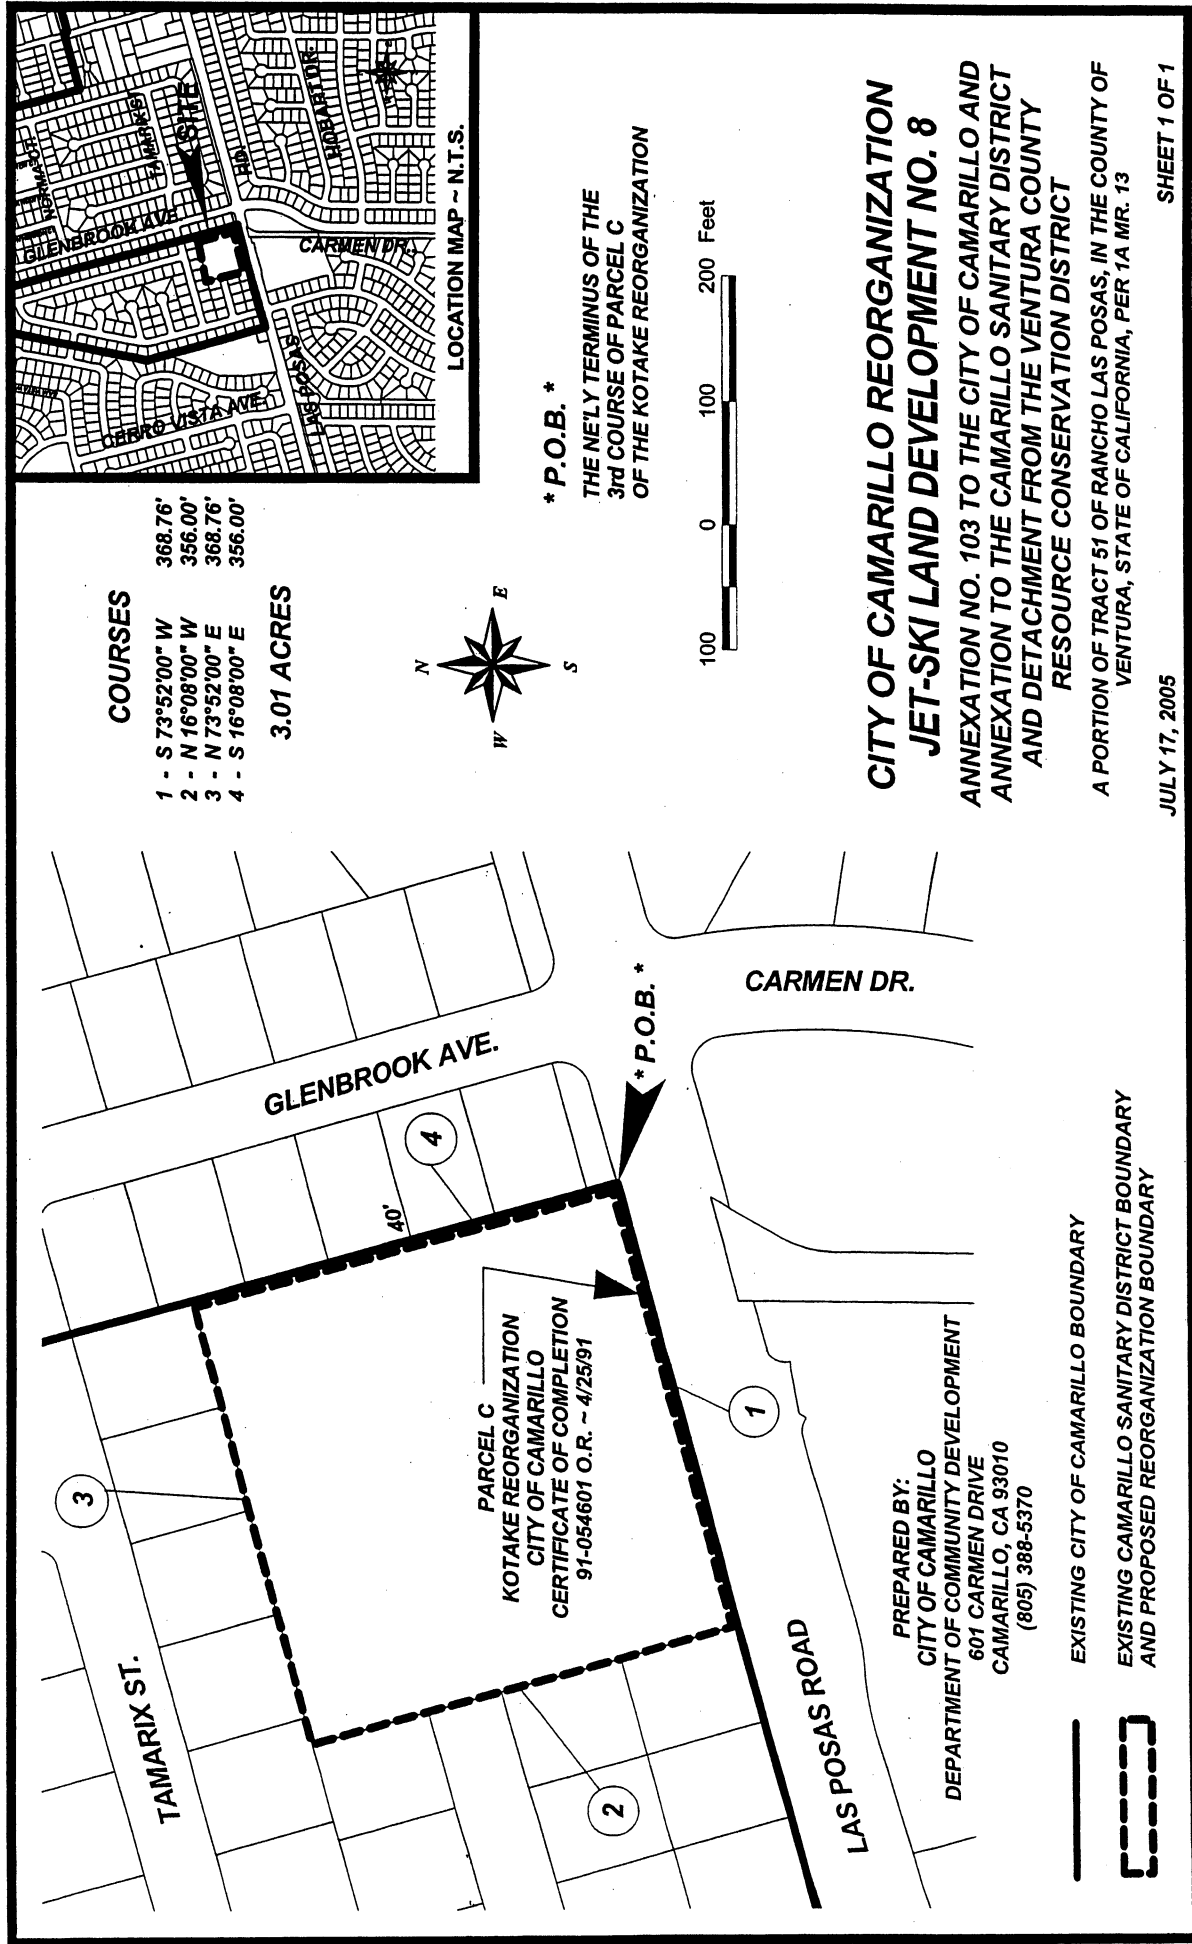 TAMARIX ST.
GLENBROOK AVE.
CARMEN DR.
LAS POSAS ROAD
3
4
40'
2
1
* P.O.B. *
PARCEL C
KOTAKE REORGANIZATION
CITY OF CAMARILLO
CERTIFICATE OF COMPLETION
91-054601 O.R. ~ 4/25/91
PREPARED BY:
CITY OF CAMARILLO
DEPARTMENT OF COMMUNITY DEVELOPMENT
601 CARMEN DRIVE
CAMARILLO, CA 93010
(805) 388-5370
EXISTING CITY OF CAMARILLO BOUNDARY
EXISTING CAMARILLO SANITARY DISTRICT BOUNDARY
AND PROPOSED REORGANIZATION BOUNDARY
COURSES
1 - S 73°52'00" W 368.76'
2 - N 16°08'00" W 356.00'
3 - N 73°52'00" E 368.76'
4 - S 16°08'00" E 356.00'
3.01 ACRES
NORMA CT.
TAMARIX ST
SITE
GLENBROOK AVE.
HOBART DR.
RD.
CARMEN DR.
CERRO VISTA AVE.
LAS POSAS
LOCATION MAP ~ N.T.S.
N
W
E
S
* P.O.B. *
THE NELY TERMINUS OF THE
3rd COURSE OF PARCEL C
OF THE KOTAKE REORGANIZATION
100 0 100 200 Feet
CITY OF CAMARILLO REORGANIZATION
JET-SKI LAND DEVELOPMENT NO. 8
ANNEXATION NO. 103 TO THE CITY OF CAMARILLO AND
ANNEXATION TO THE CAMARILLO SANITARY DISTRICT
AND DETACHMENT FROM THE VENTURA COUNTY
RESOURCE CONSERVATION DISTRICT
A PORTION OF TRACT 51 OF RANCHO LAS POSAS, IN THE COUNTY OF
VENTURA, STATE OF CALIFORNIA, PER 1A MR. 13
JULY 17, 2005
SHEET 1 OF 1